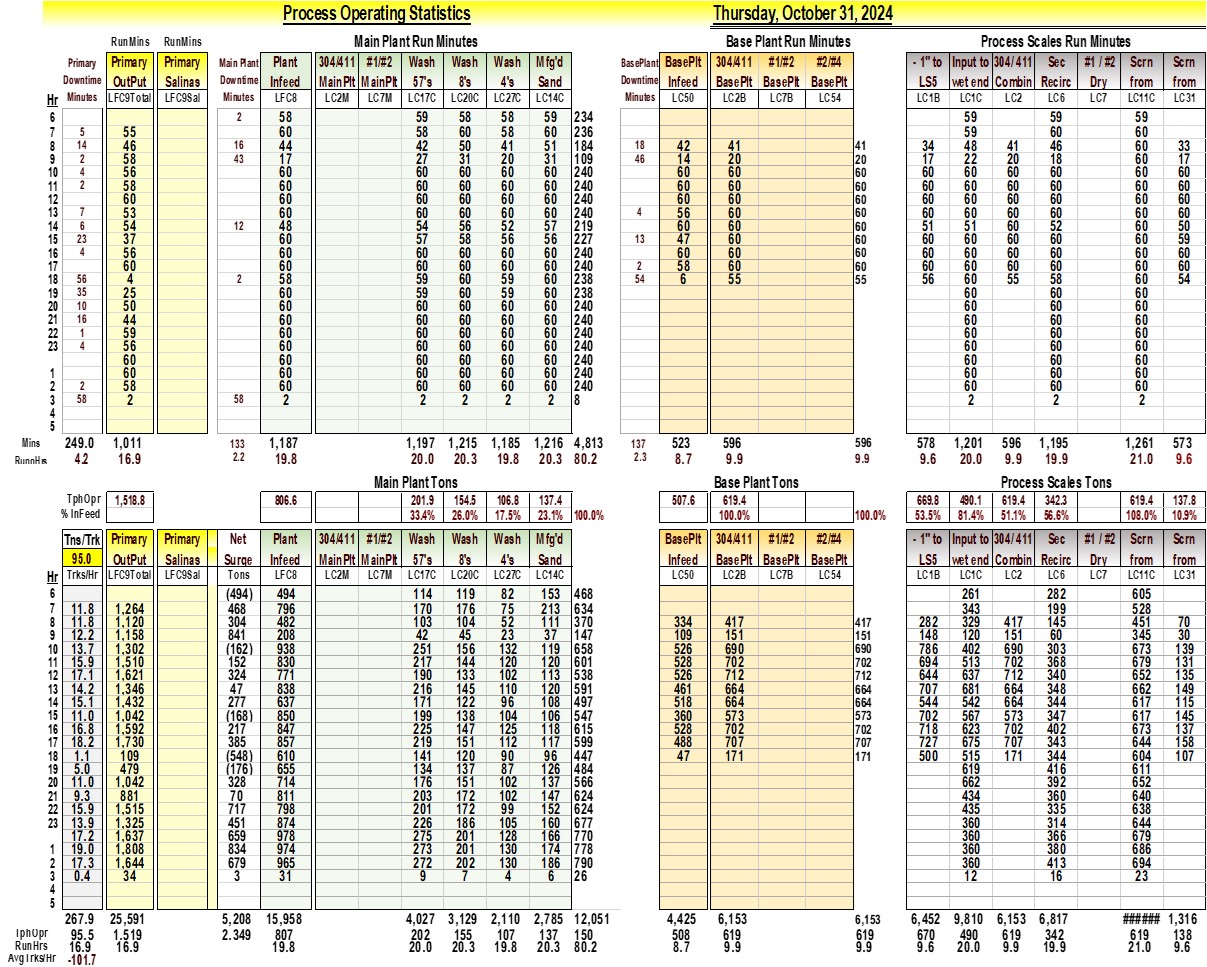 Process Operating Statistics Thursday, October 31, 2024
RunMins RunMins Main Plant Run Minutes Base Plant Run Minutes Process Scales Run Minutes
Primary Primary Primary Main Plant Plant 304/411 #1/#2 Wash Wash Wash Mfg'd BasePlant BasePlt 304/411 #1/#2 #2/#4 - 1" to Input to 304/ 411 Sec #1 / #2 Scrn Scrn
Downtime OutPut Salinas Downtime Infeed MainPlt MainPlt 57's 8's 4's Sand Downtime Infeed BasePlt BasePlt BasePlt LS5 wet end Combin Recirc Dry from from
Hr Minutes LFC9Total LFC9Sal Minutes LFC8 LC2M LC7M LC17C LC20C LC27C LC14C Minutes LC50 LC2B LC7B LC54 LC1B LC1C LC2 LC6 LC7 LC11C LC31
6 2 58 59 58 58 59 234 59 59 59
7 5 55 60 58 60 58 60 236 60 60 60
8 14 46 16 44 42 50 41 51 184 18 42 41 41 34 48 41 46 60 33
9 2 58 43 17 27 31 20 31 109 46 14 20 20 17 22 20 18 60 17
10 4 56 60 60 60 60 60 240 60 60 60 60 60 60 60 60 60
11 2 58 60 60 60 60 60 240 60 60 60 60 60 60 60 60 60
12 60 60 60 60 60 60 240 60 60 60 60 60 60 60 60 60
13 7 53 60 60 60 60 60 240 4 56 60 60 60 60 60 60 60 60
14 6 54 12 48 54 56 52 57 219 60 60 60 51 51 60 52 60 50
15 23 37 60 57 58 56 56 227 13 47 60 60 60 60 60 60 60 59
16 4 56 60 60 60 60 60 240 60 60 60 60 60 60 60 60 60
17 60 60 60 60 60 60 240 2 58 60 60 60 60 60 60 60 60
18 56 4 2 58 59 60 59 60 238 54 6 55 55 56 60 55 58 60 54
19 35 25 60 59 60 59 60 238 60 60 60
20 10 50 60 60 60 60 60 240 60 60 60
21 16 44 60 60 60 60 60 240 60 60 60
22 1 59 60 60 60 60 60 240 60 60 60
23 4 56 60 60 60 60 60 240 60 60 60
60 60 60 60 60 60 240 60 60 60
1 60 60 60 60 60 60 240 60 60 60
2 2 58 60 60 60 60 60 240 60 60 60
3 58 2 58 2 2 2 2 2 8 2 2 2
4
5
Mins 249.0 1,011 133 1,187 1,197 1,215 1,185 1,216 4,813 137 523 596 596 578 1,201 596 1,195 1,261 573
RunnHrs 4.2 16.9 2.2 19.8 20.0 20.3 19.8 20.3 80.2 2.3 8.7 9.9 9.9 9.6 20.0 9.9 19.9 21.0 9.6
Main Plant Tons Base Plant Tons Process Scales Tons
TphOpr 1,518.8 806.6 201.9 154.5 106.8 137.4 507.6 619.4 669.8 490.1 619.4 342.3 619.4 137.8
% InFeed 33.4% 26.0% 17.5% 23.1% 100.0% 100.0% 100.0% 53.5% 81.4% 51.1% 56.6% 108.0% 10.9%
Tns/Trk Primary Primary Net Plant 304/411 #1/#2 Wash Wash Wash Mfg'd BasePlt 304/411 #1/#2 #2/#4 - 1" to Input to 304/ 411 Sec #1 / #2 Scrn Scrn
95.0 OutPut Salinas Surge Infeed MainPlt MainPlt 57's 8's 4's Sand Infeed BasePlt BasePlt BasePlt LS5 wet end Combin Recirc Dry from from
Hr Trks/Hr LFC9Total LFC9Sal Tons LFC8 LC2M LC7M LC17C LC20C LC27C LC14C LC50 LC2B LC7B LC54 LC1B LC1C LC2 LC6 LC7 LC11C LC31
6 (494) 494 114 119 82 153 468 261 282 605
7 11.8 1,264 468 796 170 176 75 213 634 343 199 528
8 11.8 1,120 304 482 103 104 52 111 370 334 417 417 282 329 417 145 451 70
9 12.2 1,158 841 208 42 45 23 37 147 109 151 151 148 120 151 60 345 30
10 13.7 1,302 (162) 938 251 156 132 119 658 526 690 690 786 402 690 303 673 139
11 15.9 1,510 152 830 217 144 120 120 601 528 702 702 694 513 702 368 679 131
12 17.1 1,621 324 771 190 133 102 113 538 526 712 712 644 637 712 340 652 135
13 14.2 1,346 47 838 216 145 110 120 591 461 664 664 707 681 664 348 662 149
14 15.1 1,432 277 637 171 122 96 108 497 518 664 664 544 542 664 344 617 115
15 11.0 1,042 (168) 850 199 138 104 106 547 360 573 573 702 567 573 347 617 145
16 16.8 1,592 217 847 225 147 125 118 615 528 702 702 718 623 702 402 673 137
17 18.2 1,730 385 857 219 151 112 117 599 488 707 707 727 675 707 343 644 158
18 1.1 109 (548) 610 141 120 90 96 447 47 171 171 500 515 171 344 604 107
19 5.0 479 (176) 655 134 137 87 126 484 619 416 611
20 11.0 1,042 328 714 176 151 102 137 566 662 392 652
21 9.3 881 70 811 203 172 102 147 624 434 360 640
22 15.9 1,515 717 798 201 172 99 152 624 435 335 638
23 13.9 1,325 451 874 226 186 105 160 677 360 314 644
17.2 1,637 659 978 275 201 128 166 770 360 366 679
1 19.0 1,808 834 974 273 201 130 174 778 360 380 686
2 17.3 1,644 679 965 272 202 130 186 790 360 413 694
3 0.4 34 3 31 9 7 4 6 26 12 16 23
4
5
267.9 25,591 5,208 15,958 4,027 3,129 2,110 2,785 12,051 4,425 6,153 6,153 6,452 9,810 6,153 6,817 ###### 1,316
TphOpr 95.5 1,519 2.349 807 202 155 107 137 150 508 619 619 670 490 619 342 619 138
RunHrs 16.9 16.9 19.8 20.0 20.3 19.8 20.3 80.2 8.7 9.9 9.9 9.6 20.0 9.9 19.9 21.0 9.6
AvgTrks/Hr -101.7